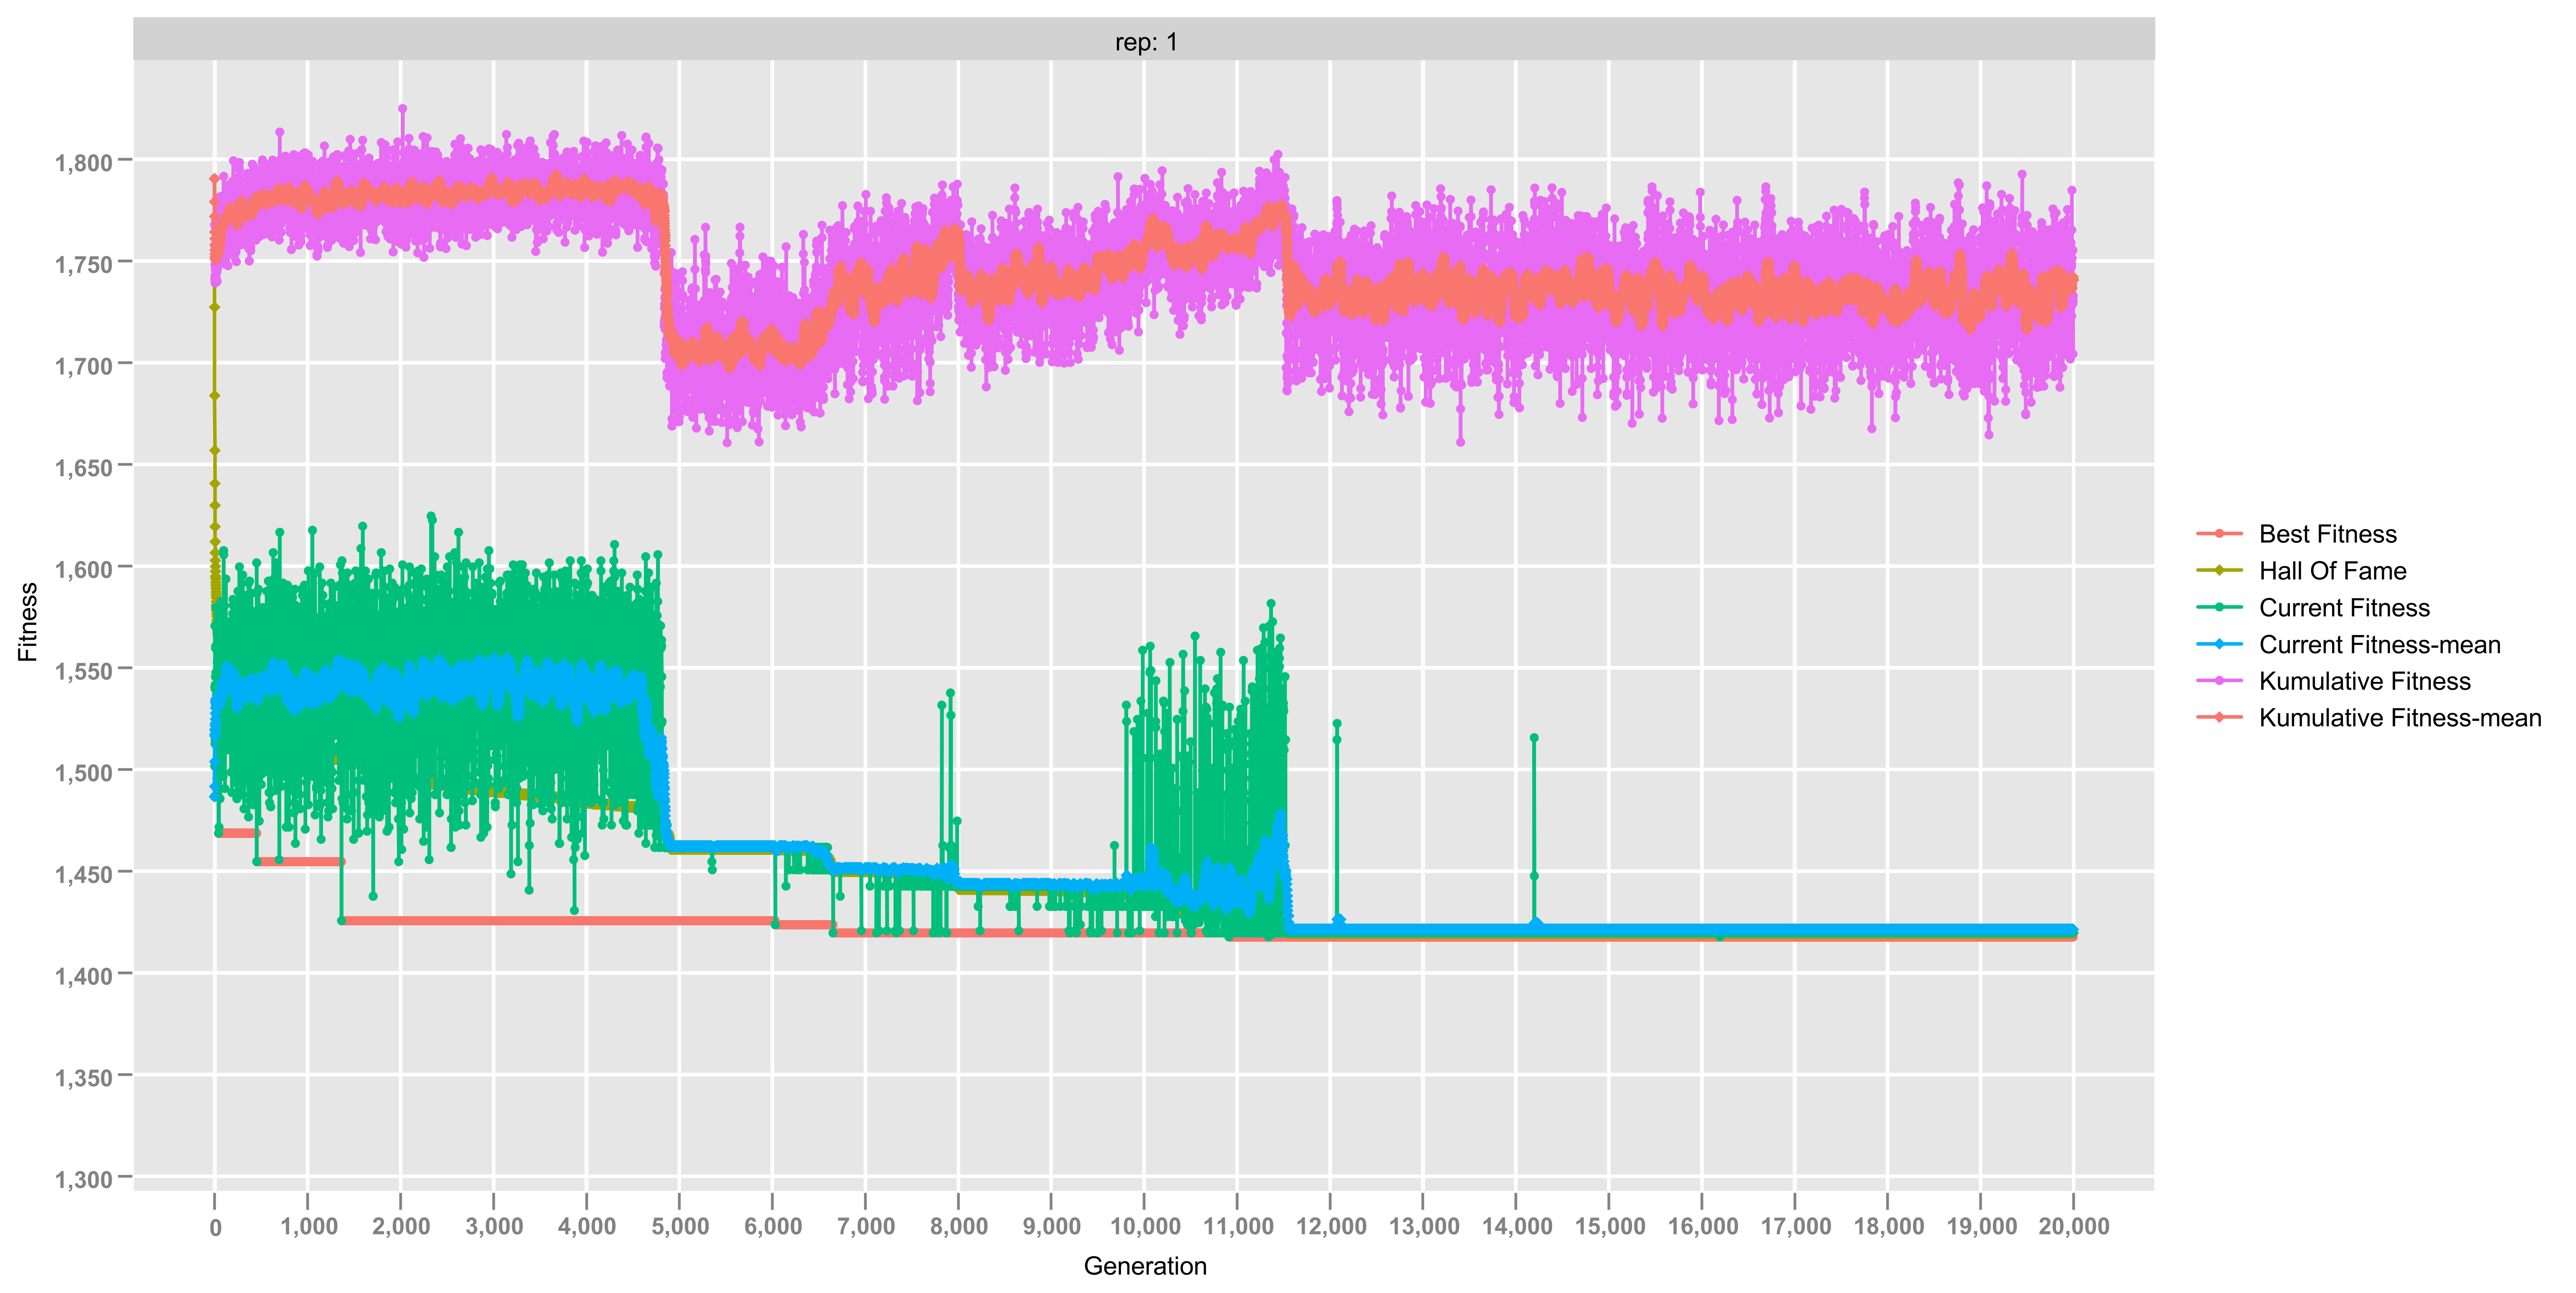 rep: 1
1,800
1,750
1,700
1,650
1,600
1,550
1,500
1,450
1,400
1,350
1,300
Fitness
0 1,000 2,000 3,000 4,000 5,000 6,000 7,000 8,000 9,000 10,000 11,000 12,000 13,000 14,000 15,000 16,000 17,000 18,000 19,000 20,000
Generation
Best Fitness
Hall Of Fame
Current Fitness
Current Fitness-mean
Kumulative Fitness
Kumulative Fitness-mean